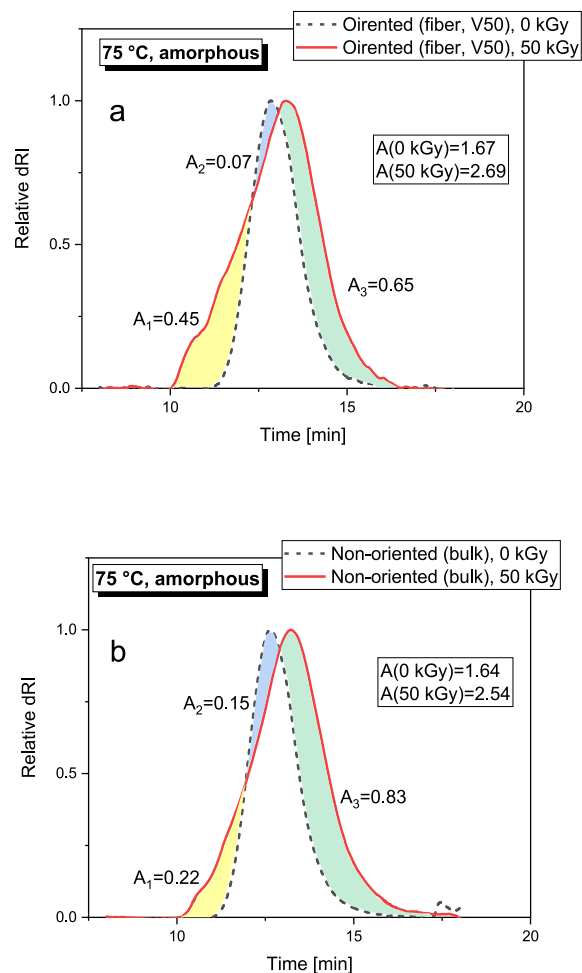 Oirented (fiber, V50), 0 kGy
Oirented (fiber, V50), 50 kGy
75 °C, amorphous
a
1.0
0.5
0.0
A₂=0.07
A(0 kGy)=1.67
A(50 kGy)=2.69
A₁=0.45
A₃=0.65
Relative dRI
10
15
20
Time [min]
Non-oriented (bulk), 0 kGy
Non-oriented (bulk), 50 kGy
75 °C, amorphous
b
1.0
0.5
0.0
A₂=0.15
A(0 kGy)=1.64
A(50 kGy)=2.54
A₃=0.83
A₁=0.22
Relative dRI
10
15
20
Time [min]